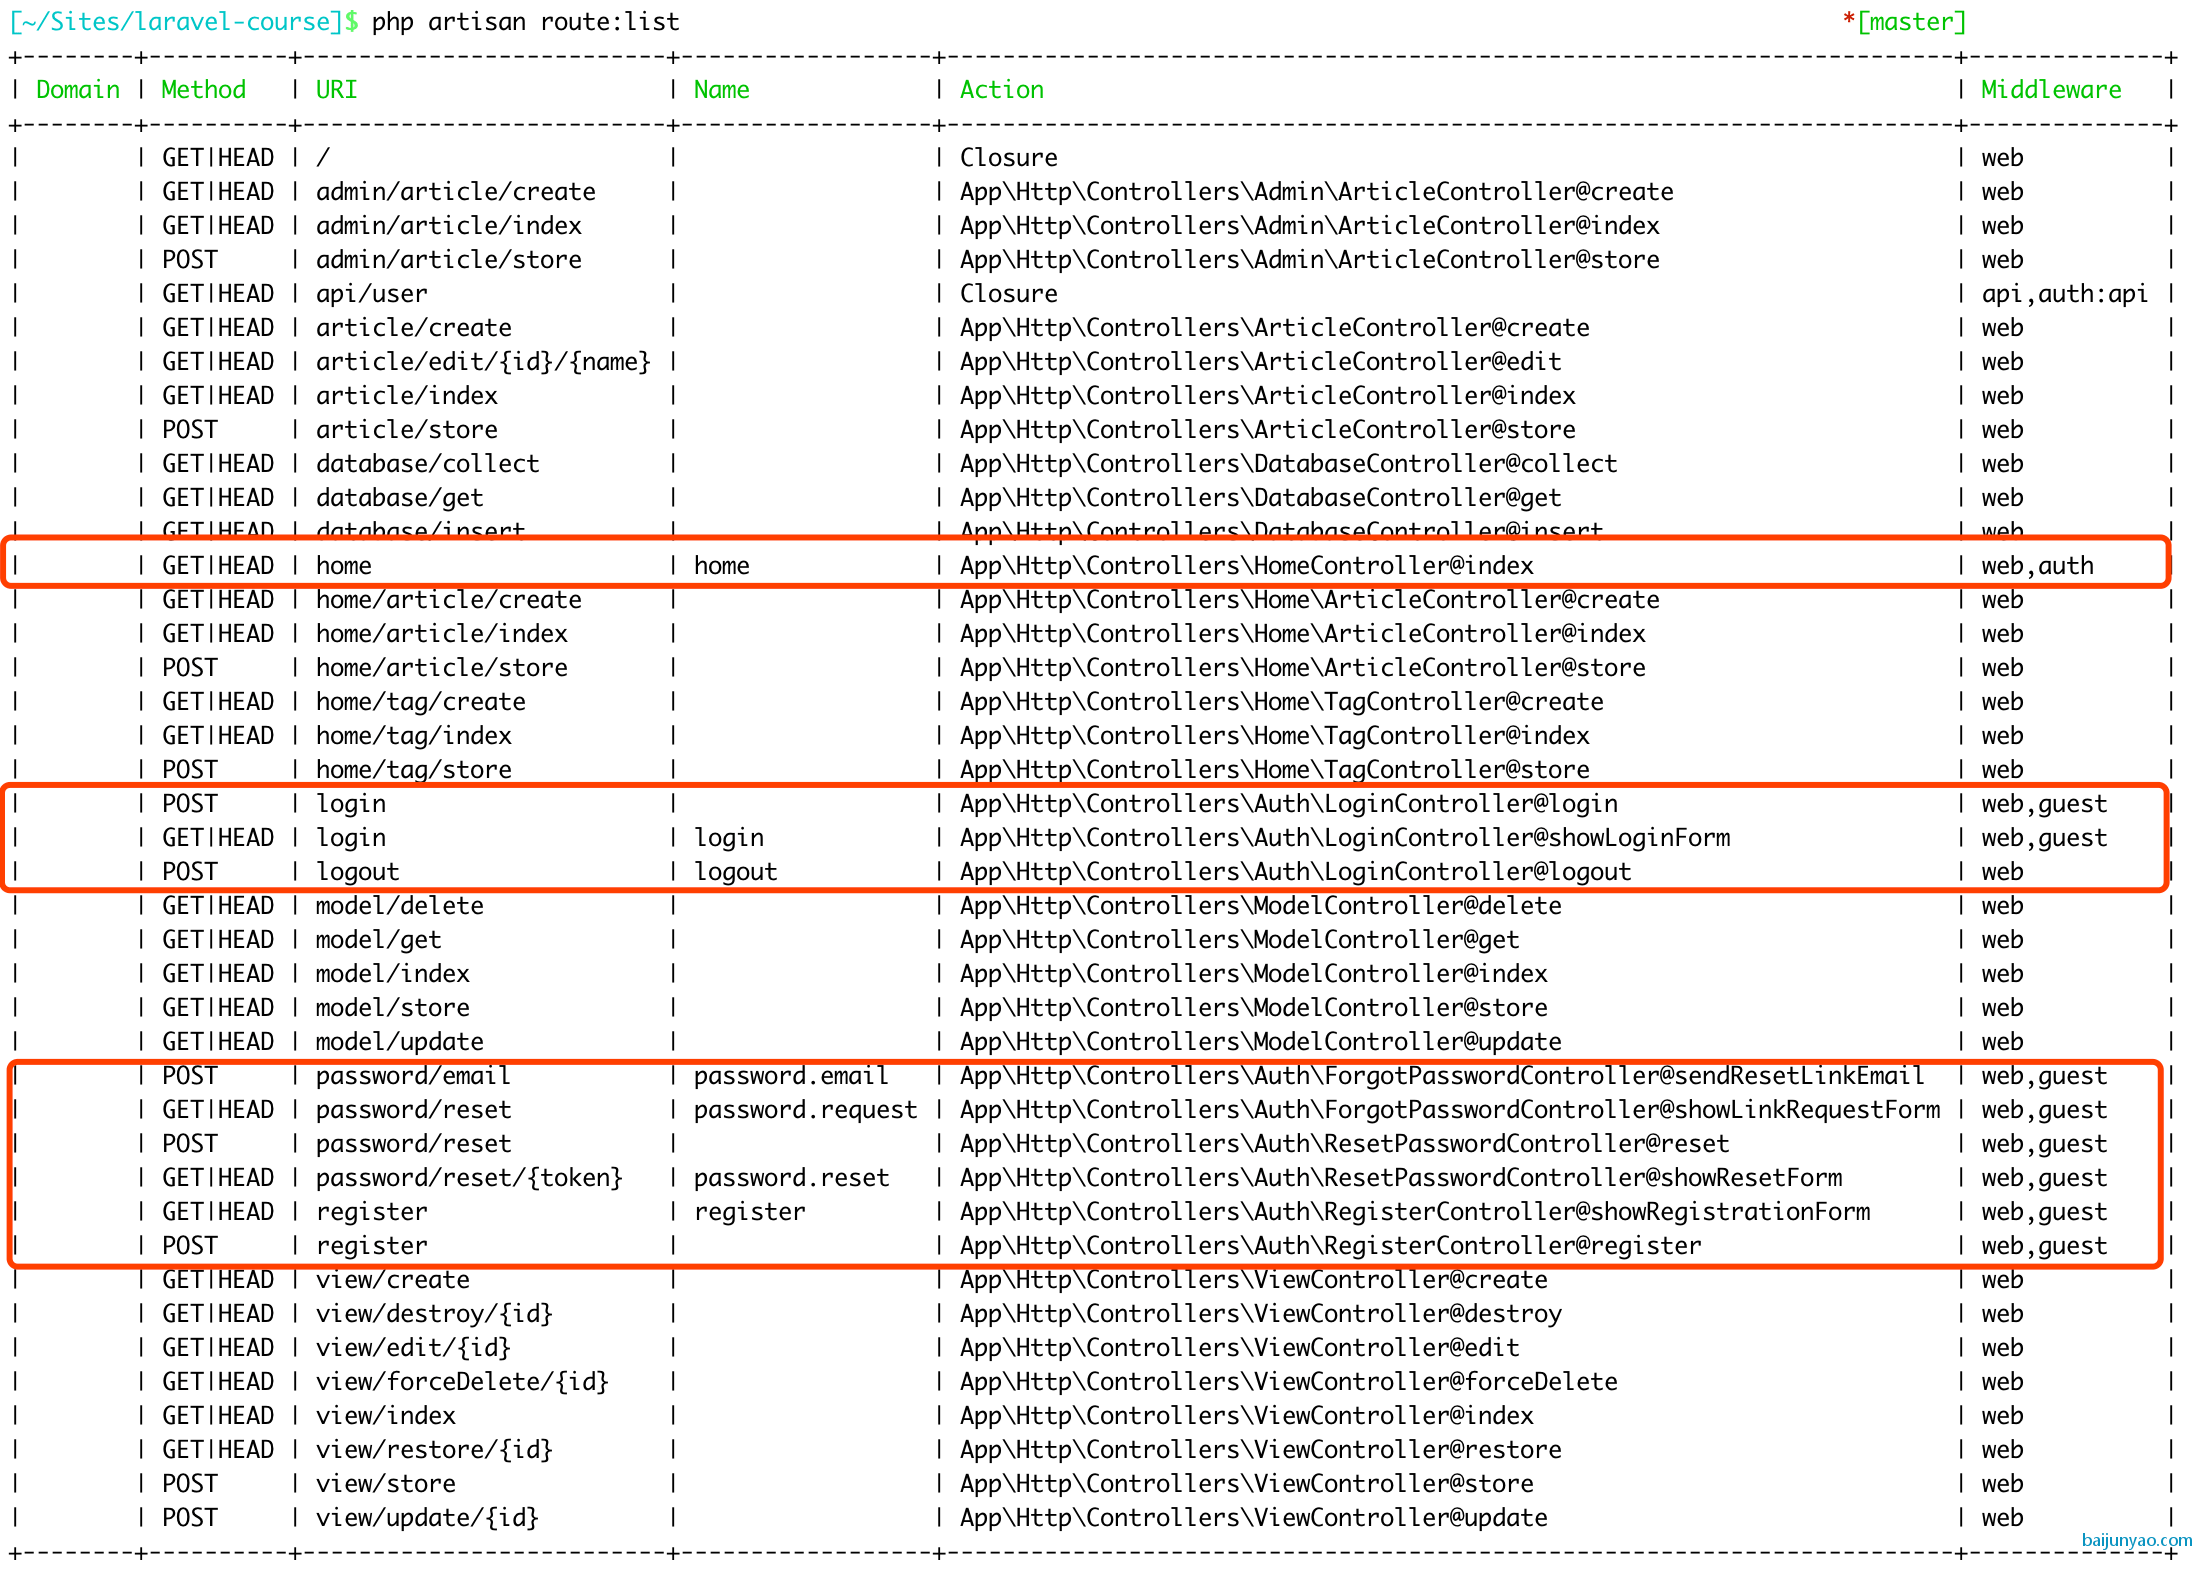 [~/Sites/laravel-course]$ php artisan route:list *[master]
+--------+----------+------------------------+-----------------+------------------------------------------------------------------------+--------------+
| Domain | Method   | URI                    | Name            | Action                                                                 | Middleware   |
+--------+----------+------------------------+-----------------+------------------------------------------------------------------------+--------------+
| | GET|HEAD | / | | Closure | web |
| | GET|HEAD | admin/article/create | | App\Http\Controllers\Admin\ArticleController@create | web |
| | GET|HEAD | admin/article/index | | App\Http\Controllers\Admin\ArticleController@index | web |
| | POST | admin/article/store | | App\Http\Controllers\Admin\ArticleController@store | web |
| | GET|HEAD | api/user | | Closure | api,auth:api |
| | GET|HEAD | article/create | | App\Http\Controllers\ArticleController@create | web |
| | GET|HEAD | article/edit/{id}/{name} | | App\Http\Controllers\ArticleController@edit | web |
| | GET|HEAD | article/index | | App\Http\Controllers\ArticleController@index | web |
| | POST | article/store | | App\Http\Controllers\ArticleController@store | web |
| | GET|HEAD | database/collect | | App\Http\Controllers\DatabaseController@collect | web |
| | GET|HEAD | database/get | | App\Http\Controllers\DatabaseController@get | web |
| | GET|HEAD | database/insert | | App\Http\Controllers\DatabaseController@insert | web |
| | GET|HEAD | home | home | App\Http\Controllers\HomeController@index | web,auth |
| | GET|HEAD | home/article/create | | App\Http\Controllers\Home\ArticleController@create | web |
| | GET|HEAD | home/article/index | | App\Http\Controllers\Home\ArticleController@index | web |
| | POST | home/article/store | | App\Http\Controllers\Home\ArticleController@store | web |
| | GET|HEAD | home/tag/create | | App\Http\Controllers\Home\TagController@create | web |
| | GET|HEAD | home/tag/index | | App\Http\Controllers\Home\TagController@index | web |
| | POST | home/tag/store | | App\Http\Controllers\Home\TagController@store | web |
| | POST | login | | App\Http\Controllers\Auth\LoginController@login | web,guest |
| | GET|HEAD | login | login | App\Http\Controllers\Auth\LoginController@showLoginForm | web,guest |
| | POST | logout | logout | App\Http\Controllers\Auth\LoginController@logout | web |
| | GET|HEAD | model/delete | | App\Http\Controllers\ModelController@delete | web |
| | GET|HEAD | model/get | | App\Http\Controllers\ModelController@get | web |
| | GET|HEAD | model/index | | App\Http\Controllers\ModelController@index | web |
| | GET|HEAD | model/store | | App\Http\Controllers\ModelController@store | web |
| | GET|HEAD | model/update | | App\Http\Controllers\ModelController@update | web |
| | POST | password/email | password.email | App\Http\Controllers\Auth\ForgotPasswordController@sendResetLinkEmail | web,guest |
| | GET|HEAD | password/reset | password.request | App\Http\Controllers\Auth\ForgotPasswordController@showLinkRequestForm | web,guest |
| | POST | password/reset | | App\Http\Controllers\Auth\ResetPasswordController@reset | web,guest |
| | GET|HEAD | password/reset/{token} | password.reset | App\Http\Controllers\Auth\ResetPasswordController@showResetForm | web,guest |
| | GET|HEAD | register | register | App\Http\Controllers\Auth\RegisterController@showRegistrationForm | web,guest |
| | POST | register | | App\Http\Controllers\Auth\RegisterController@register | web,guest |
| | GET|HEAD | view/create | | App\Http\Controllers\ViewController@create | web |
| | GET|HEAD | view/destroy/{id} | | App\Http\Controllers\ViewController@destroy | web |
| | GET|HEAD | view/edit/{id} | | App\Http\Controllers\ViewController@edit | web |
| | GET|HEAD | view/forceDelete/{id} | | App\Http\Controllers\ViewController@forceDelete | web |
| | GET|HEAD | view/index | | App\Http\Controllers\ViewController@index | web |
| | GET|HEAD | view/restore/{id} | | App\Http\Controllers\ViewController@restore | web |
| | POST | view/store | | App\Http\Controllers\ViewController@store | web |
| | POST | view/update/{id} | | App\Http\Controllers\ViewController@update | web |
baijunyao.com
+--------+----------+------------------------+-----------------+------------------------------------------------------------------------+--------------+